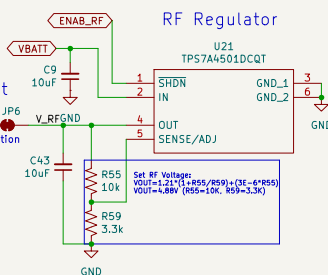 ENAB_RF
RF Regulator
VBATT
U21
TPS7A4501DCQT
C9
10uF
1
SHDN
GND_1
3
2
IN
GND_2
6
t
JP6
V_RF
GND
4
OUT
GND
tion
5
SENSE/ADJ
C43
10uF
R55
10k
Set RF Voltage:
VOUT=1.21*(1+R55/R59)+(3E-6*R55)
VOUT=4.88V (R55=10K, R59=3.3K)
R59
3.3k
GND